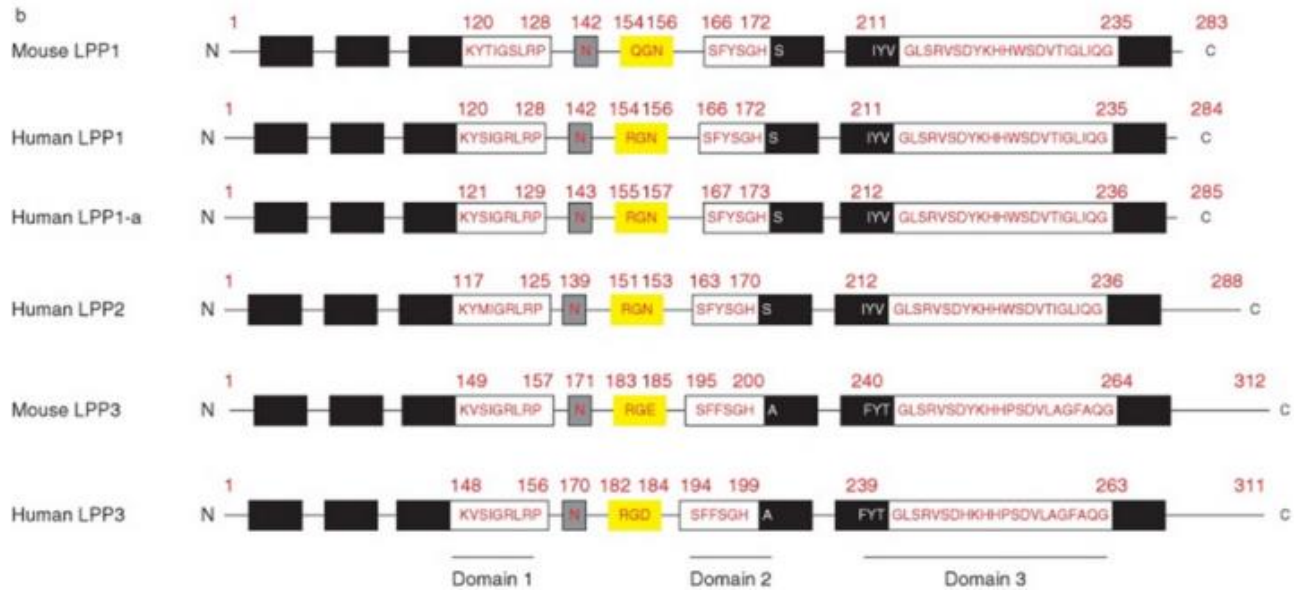 b
1 120 128 142 154 156 166 172 211 235 283
Mouse LPP1 N KYTIGSLRP N QGN SFYSGH S IYV GLSRVSDYKHHWSDVTIGLIQG C
1 120 128 142 154 156 166 172 211 235 284
Human LPP1 N KYSIGRLRP N RGN SFYSGH S IYV GLSRVSDYKHHWSDVTIGLIQG C
1 121 129 143 155 157 167 173 212 236 285
Human LPP1-a N KYSIGRLRP N RGN SFYSGH S IYV GLSRVSDYKHHWSDVTIGLIQG C
1 117 125 139 151 153 163 170 212 236 288
Human LPP2 N KYMIGRLRP N RGN SFYSGH S IYV GLSRVSDYKHHWSDVTIGLIQG C
1 149 157 171 183 185 195 200 240 264 312
Mouse LPP3 N KVSIGRLRP N RGE SFFSGH A FYT GLSRVSDYKHHPSDVLAGFAQG C
1 148 156 170 182 184 194 199 239 263 311
Human LPP3 N KVSIGRLRP N RGD SFFSGH A FYT GLSRVSDHKHHPSDVLAGFAQG C
Domain 1 Domain 2 Domain 3